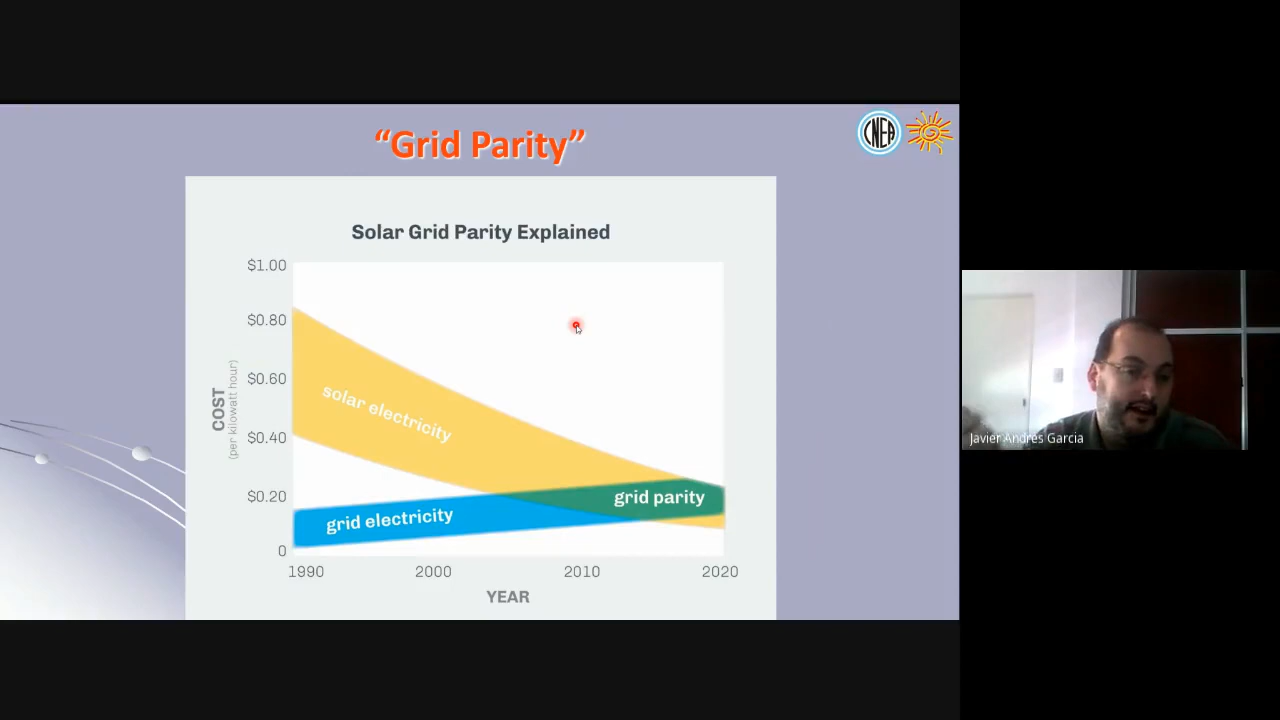 “Grid Parity”
CNEA
Solar Grid Parity Explained
$1.00
$0.80
$0.60
$0.40
$0.20
0
COST
(per kilowatt hour)
solar electricity
grid electricity
grid parity
1990 2000 2010 2020
YEAR
Javier Andrés Garcia